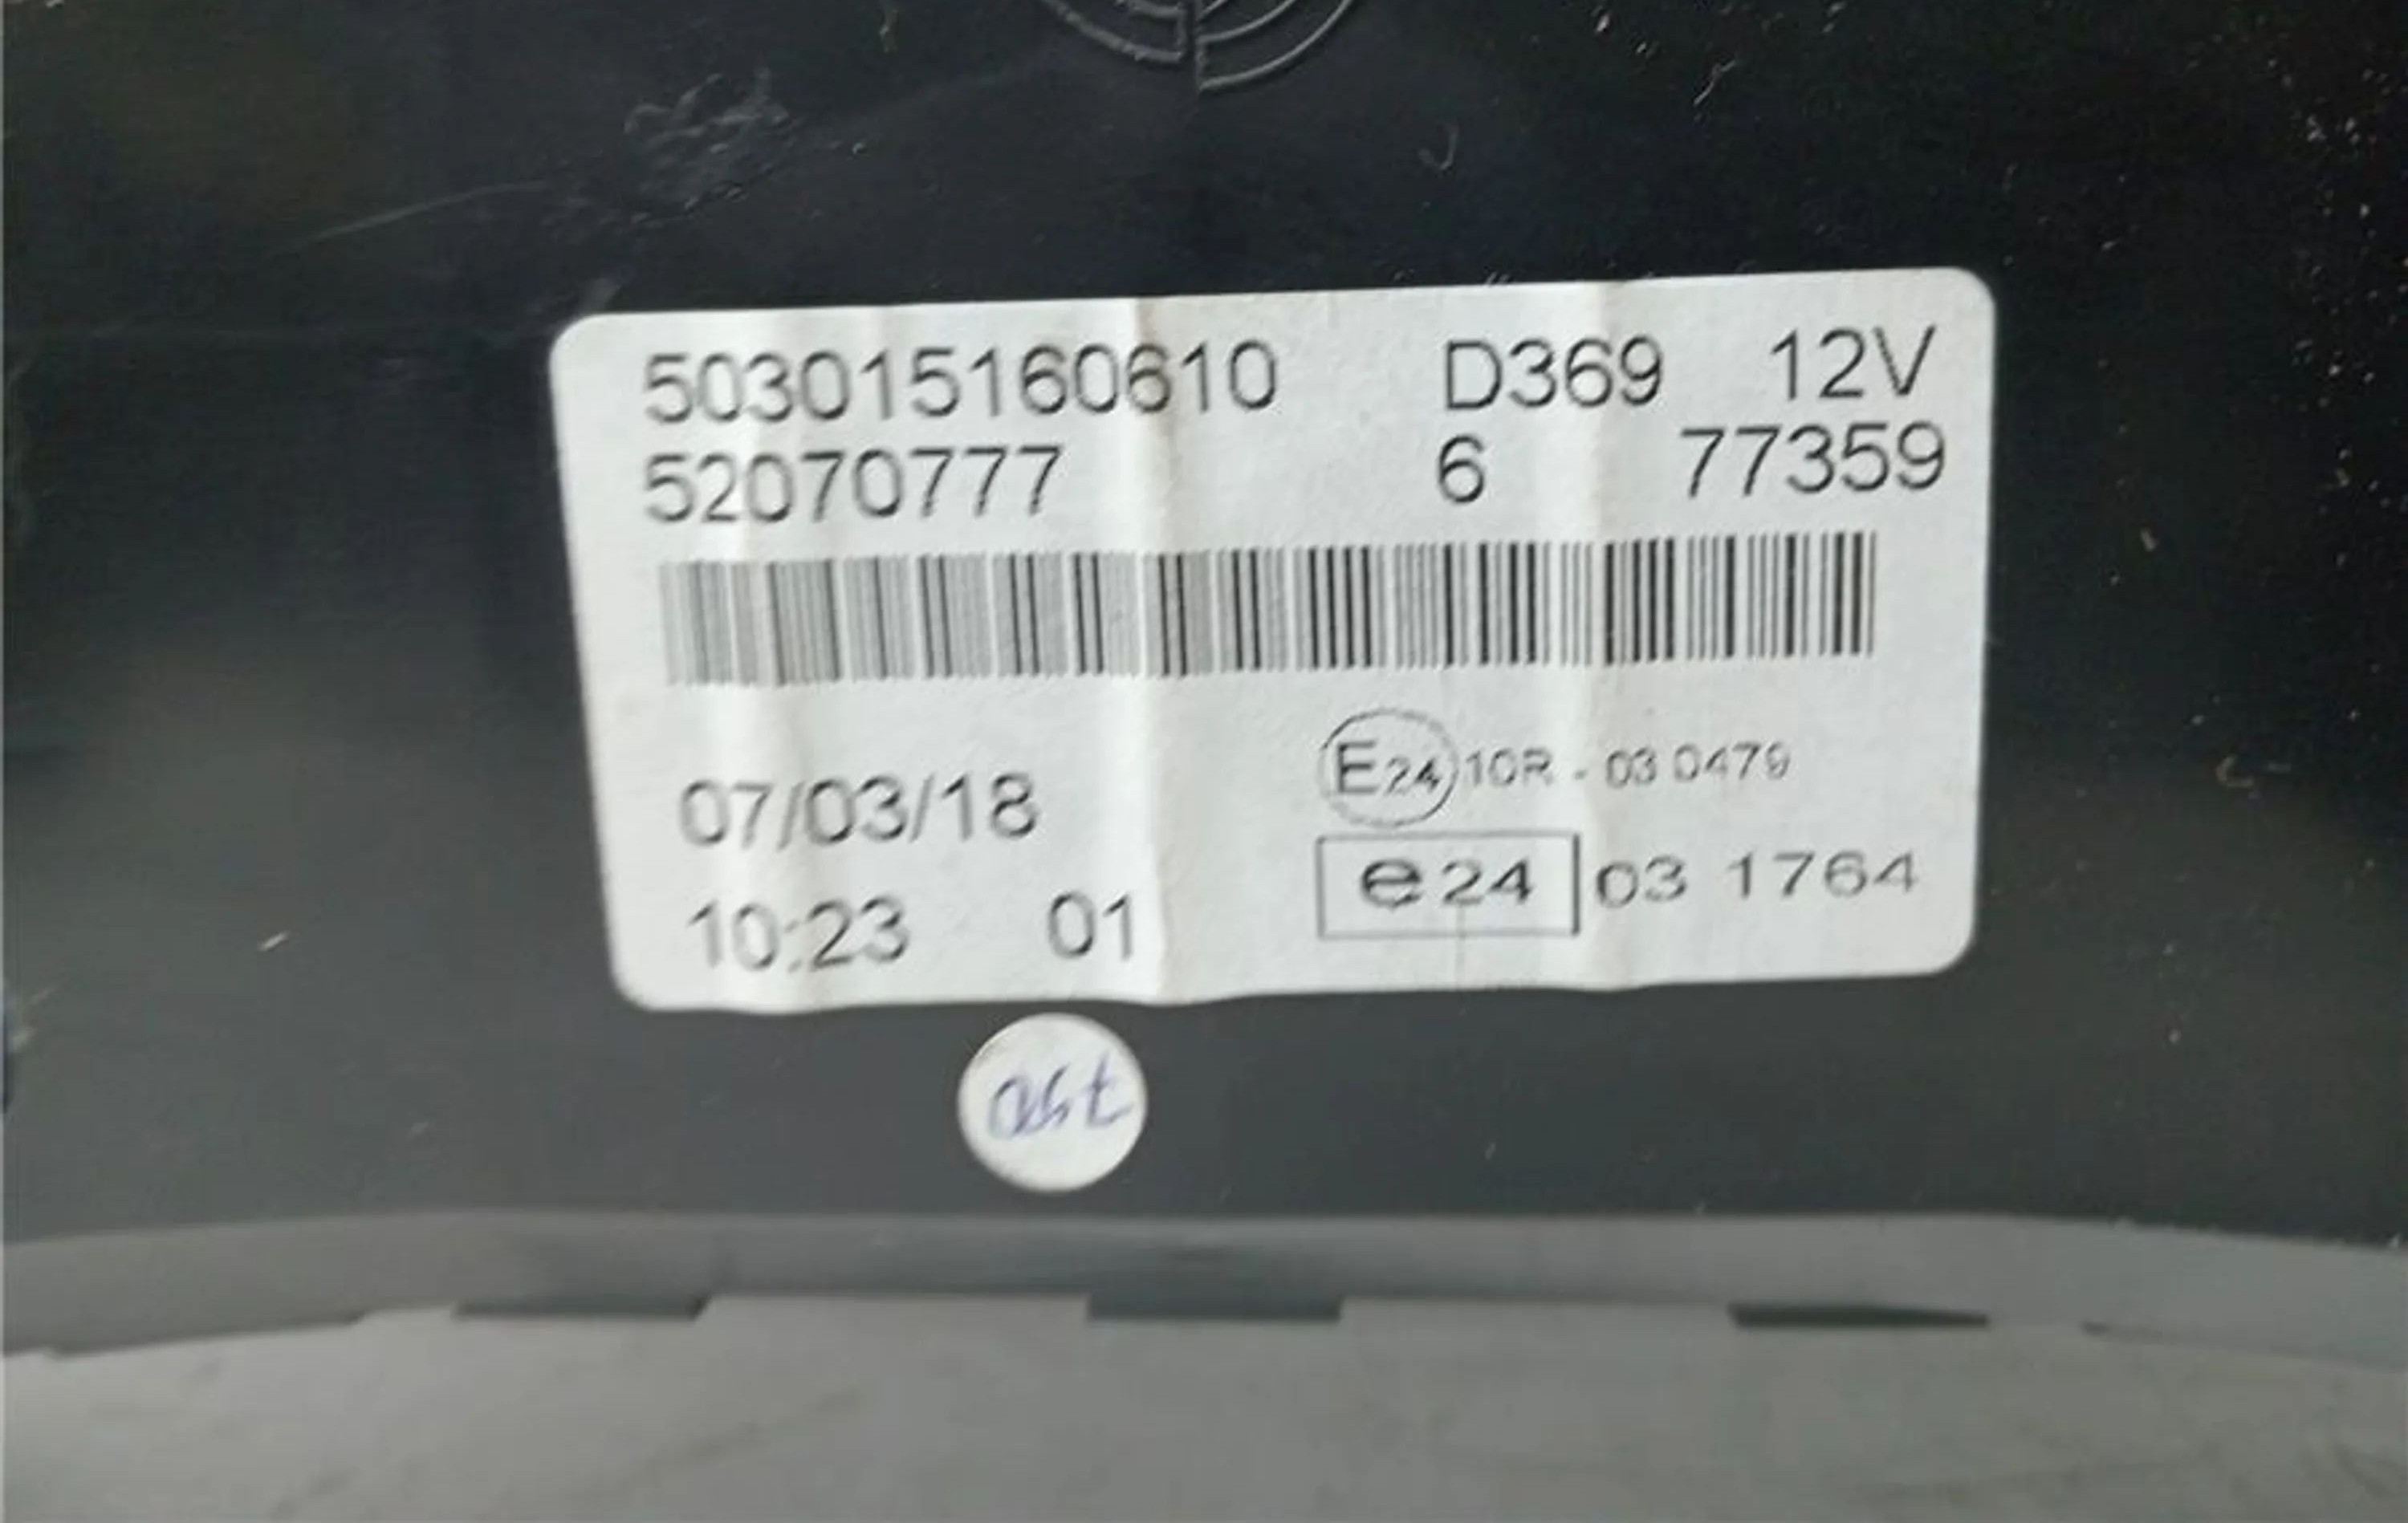 503015160610 D369 12V
52070777 6 77359
07/03/18
10:23 01
E24 10R - 03 0479
e24 03 1764